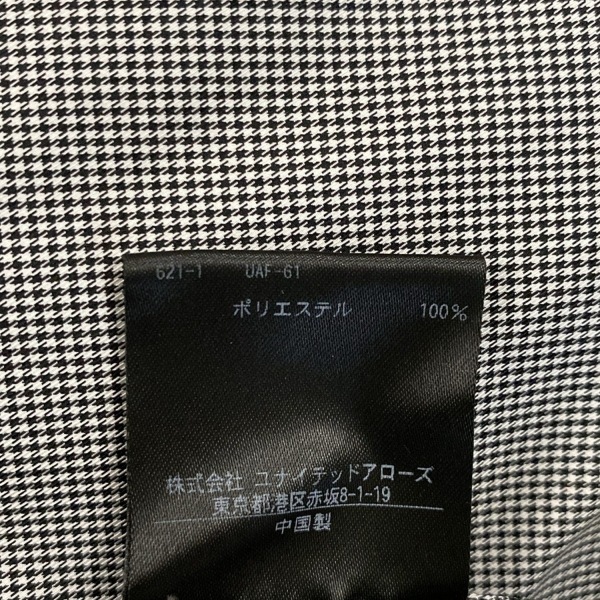 621-1 UAF-61
ポリエステル 100%
株式会社 ユナイテッドアローズ
東京都港区赤坂8-1-19
中国製